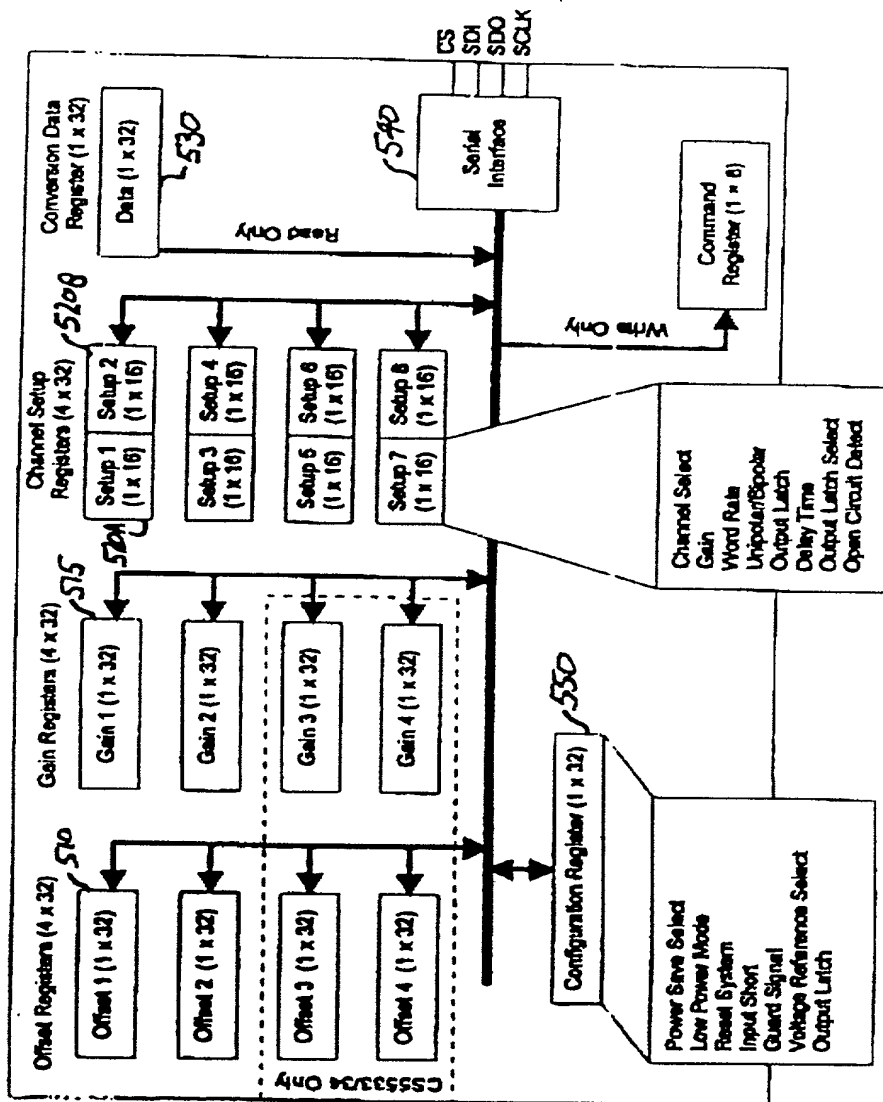 Offset Registers (4 x 32)
510
Offset 1 (1 x 32)
Offset 2 (1 x 32)
Offset 3 (1 x 32)
Offset 4 (1 x 32)
CS5533/34 Only
Gain Registers (4 x 32)
515
Gain 1 (1 x 32)
Gain 2 (1 x 32)
Gain 3 (1 x 32)
Gain 4 (1 x 32)
Channel Setup
Registers (4 x 32)
520A
520B
Setup 1
(1 x 16)
Setup 2
(1 x 16)
Setup 3
(1 x 16)
Setup 4
(1 x 16)
Setup 5
(1 x 16)
Setup 6
(1 x 16)
Setup 7
(1 x 16)
Setup 8
(1 x 16)
Conversion Data
Register (1 x 32)
Data (1 x 32)
530
Read Only
540
Serial
Interface
CS
SDI
SDO
SCLK
Write Only
Command
Register (1 × 8)
Configuration Register (1 x 32)
550
Power Save Select
Low Power Mode
Reset System
Input Short
Guard Signal
Voltage Reference Select
Output Latch
Channel Select
Gain
Word Rate
Unipolar/Bipolar
Output Latch
Delay Time
Output Latch Select
Open Circuit Detect